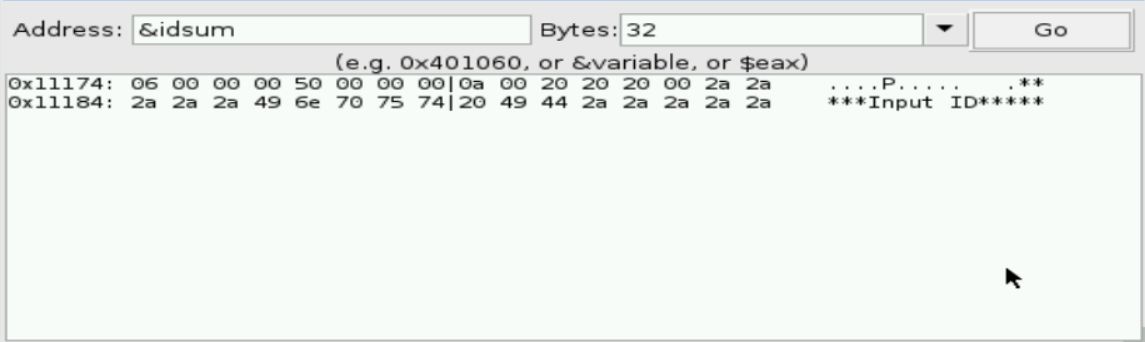 Address: &idsum Bytes: 32 Go
(e.g. 0x401060, or &variable, or $eax)
0x11174: 06 00 00 00 50 00 00 00|0a 00 20 20 20 00 2a 2a ....P..... .**
0x11184: 2a 2a 2a 49 6e 70 75 74|20 49 44 2a 2a 2a 2a 2a ***Input ID*****